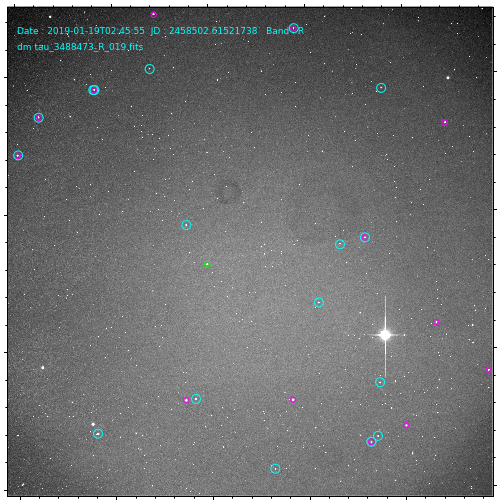 Date : 2019-01-19T02:45:55 JD : 2458502.61521738 Band : R
dm tau_3488473_R_019.fits